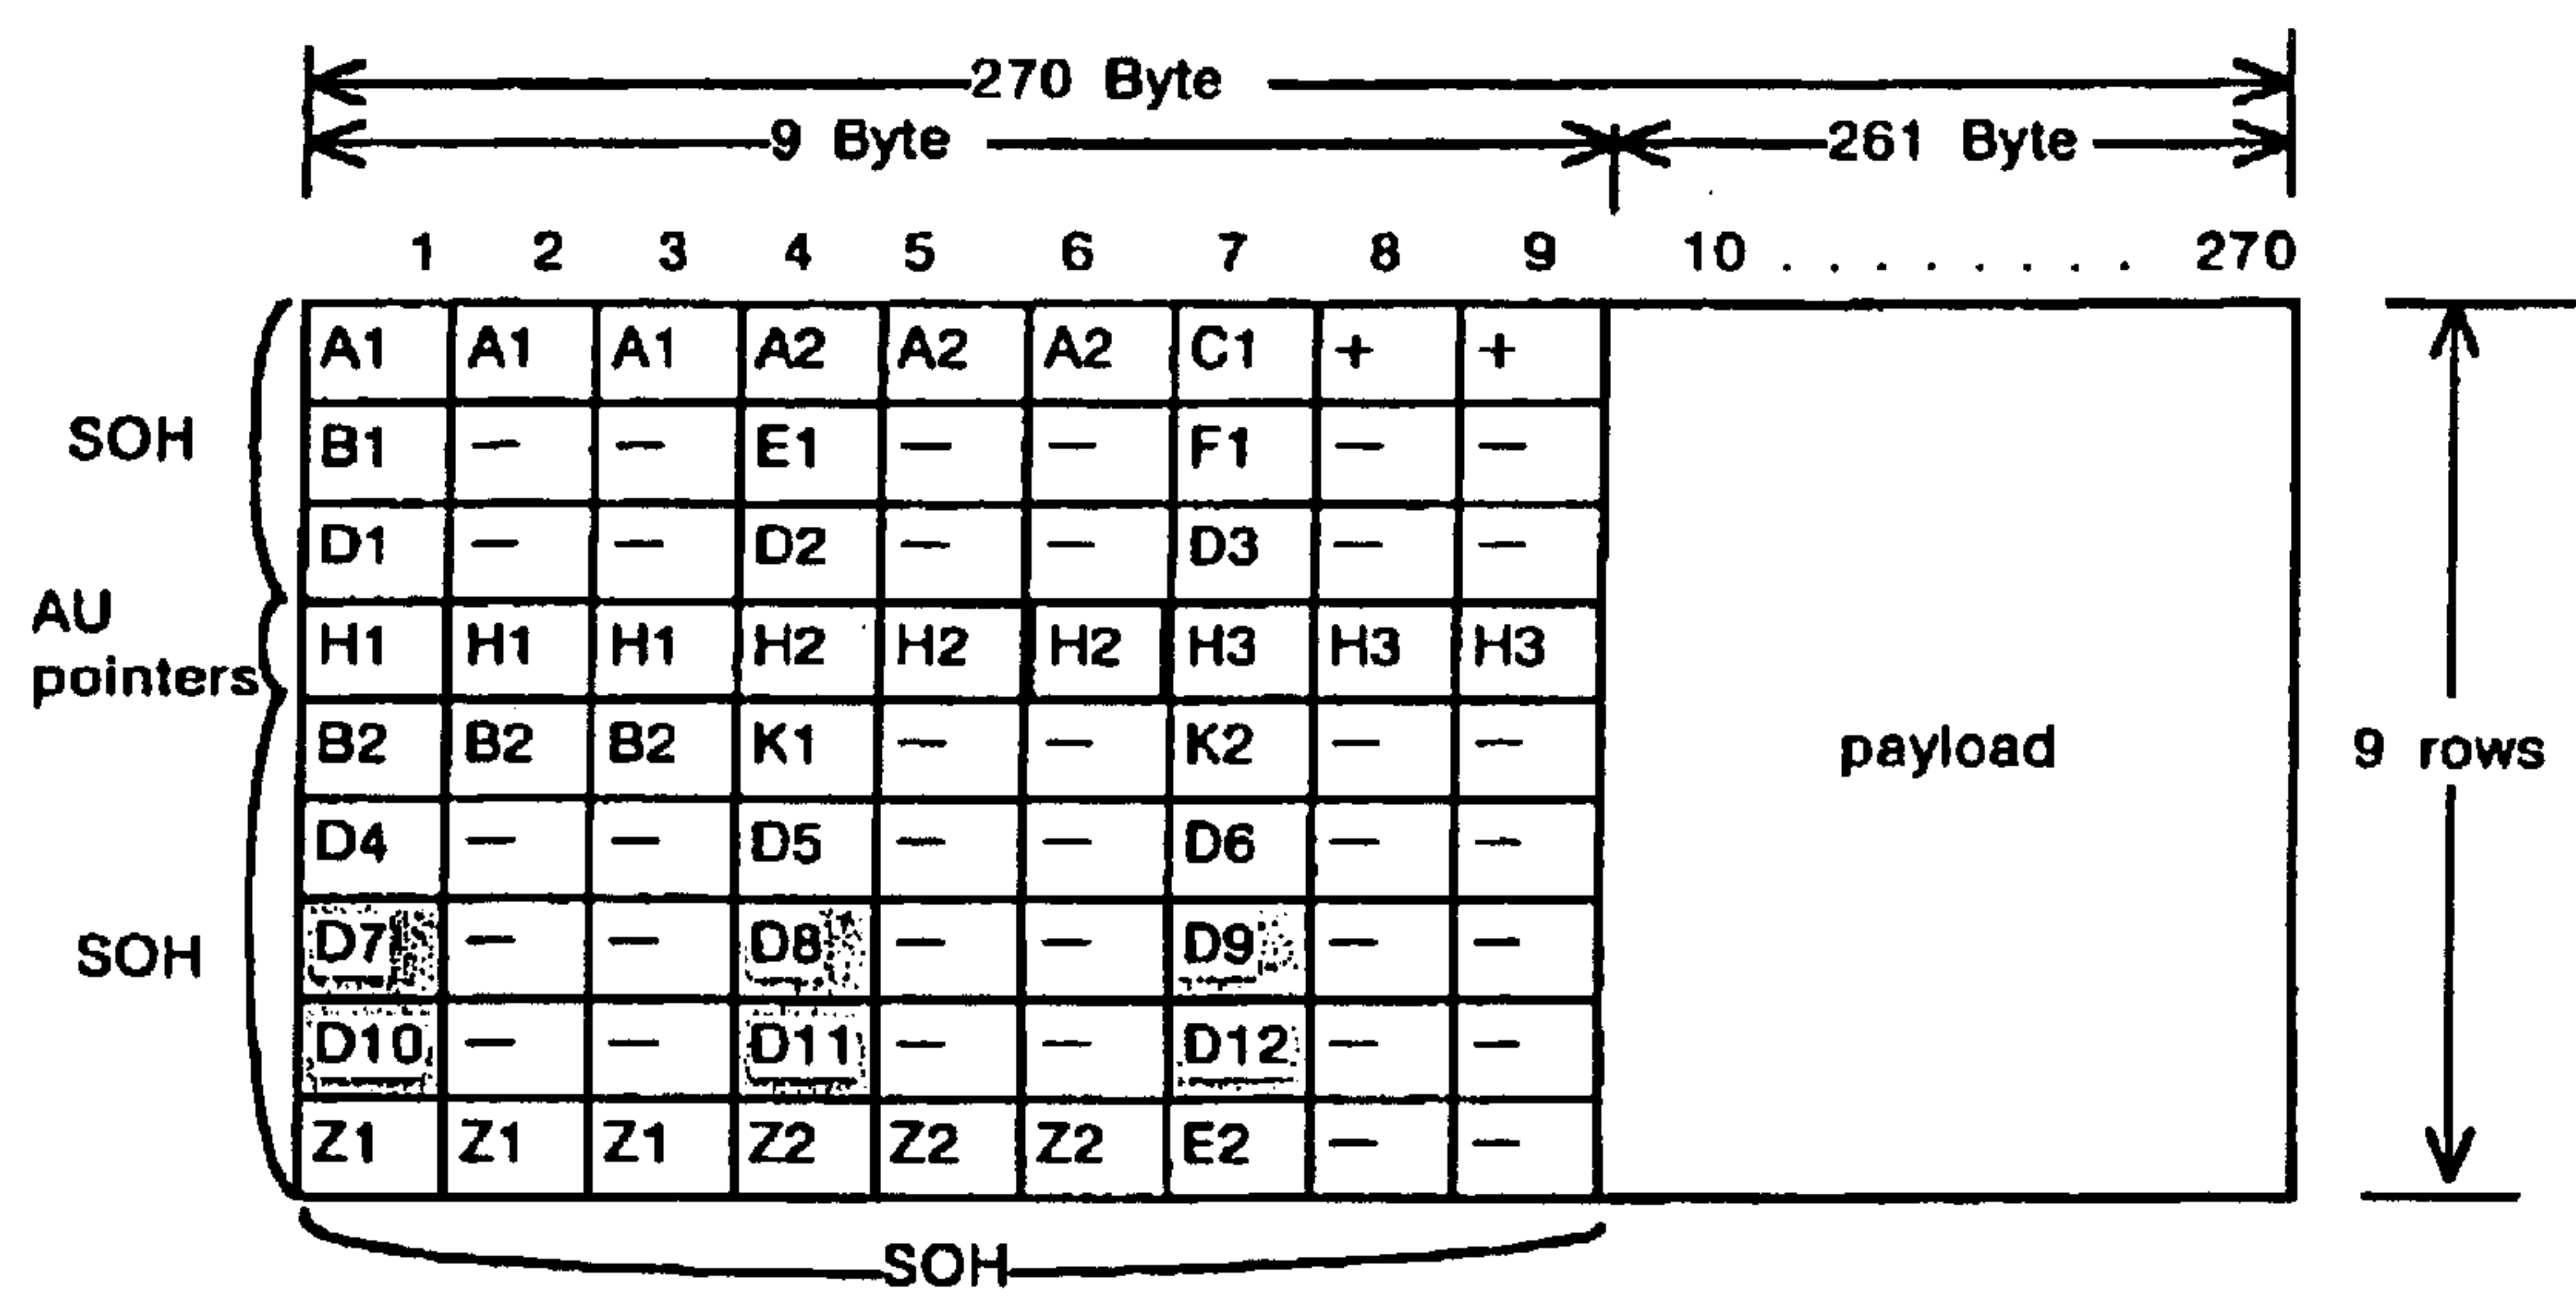 270 Byte
9 Byte 261 Byte
1 2 3 4 5 6 7 8 9 10 . . . . . . . . 270
A1 A1 A1 A2 A2 A2 C1 + +
SOH B1 — — E1 — — F1 — —
D1 — — D2 — — D3 — —
AU
pointers H1 H1 H1 H2 H2 H2 H3 H3 H3
B2 B2 B2 K1 — — K2 — — payload 9 rows
D4 — — D5 — — D6 — —
SOH D7 — — D8 — — D9 — —
D10 — — D11 — — D12 — —
Z1 Z1 Z1 Z2 Z2 Z2 E2 — —
SOH